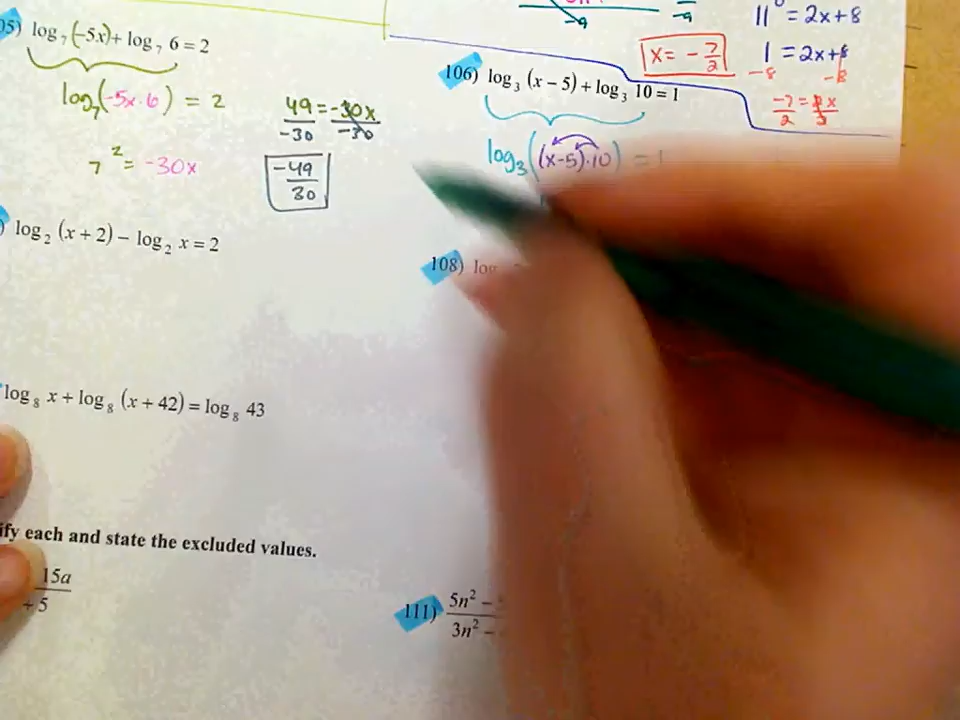 05) log₇(-5x) + log₇ 6 = 2
log₇(-5x·6) = 2
7² = -30x
49 = -30x
-30 -30
-49
30
log₂ (x + 2) − log₂ x = 2
log₈ x + log₈ (x + 42) = log₈ 43
ify each and state the excluded values.
15a
+ 5
-9 -9
11⁰ = 2x+8
x = -7/2
1 = 2x+8
-8 -8
-7 = 2x
2 2
106) log₃ (x − 5) + log₃ 10 = 1
log₃((x-5)·10) = 1
108) log
111) 5n² −
3n² −